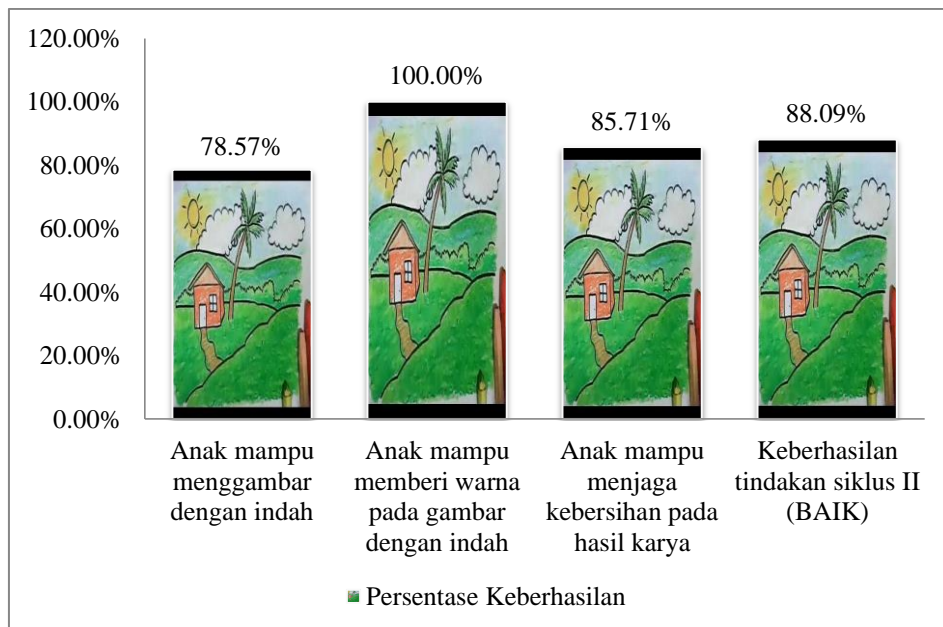 120.00%
100.00%
80.00%
60.00%
40.00%
20.00%
0.00%
78.57%
100.00%
85.71%
88.09%
Anak mampu
menggambar
dengan indah
Anak mampu
memberi warna
pada gambar
dengan indah
Anak mampu
menjaga
kebersihan pada
hasil karya
Keberhasilan
tindakan siklus II
(BAIK)
Persentase Keberhasilan